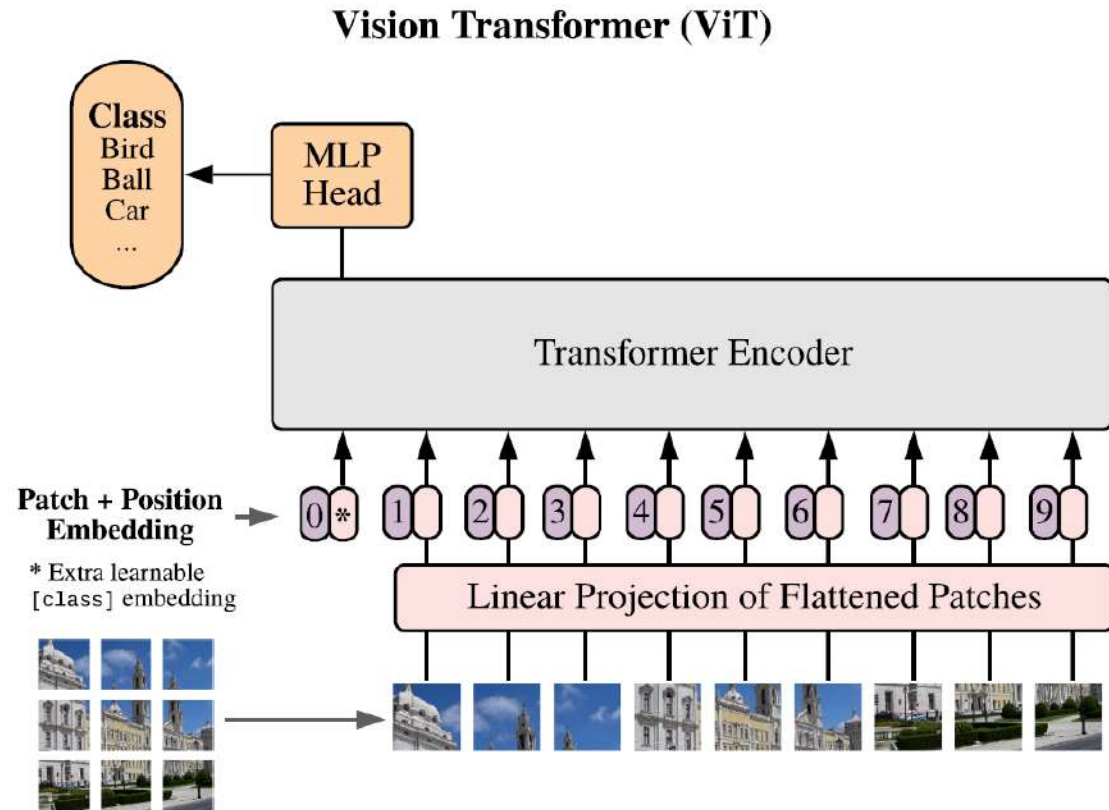 Vision Transformer (ViT)
Class
Bird
Ball
Car
...
MLP
Head
Transformer Encoder
Patch + Position
Embedding
0 * 1 2 3 4 5 6 7 8 9
* Extra learnable
[class] embedding
Linear Projection of Flattened Patches